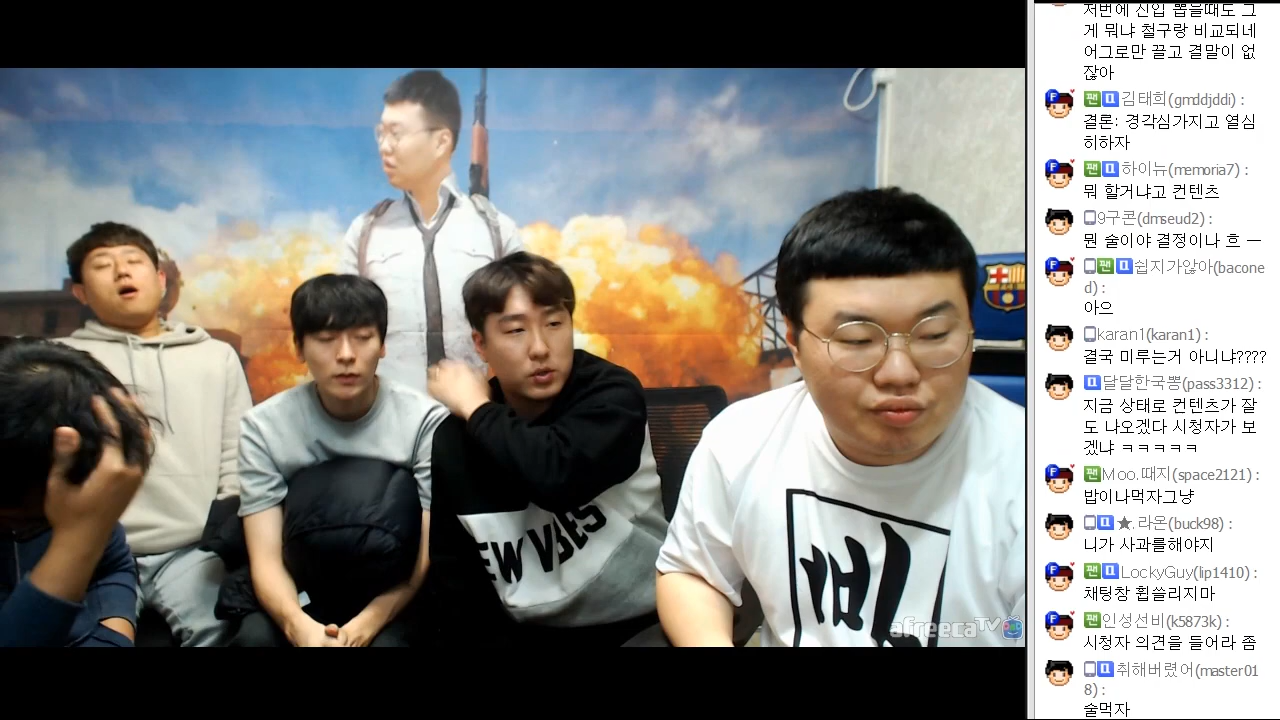 저번에 신입 뽑을때도 그
게 뭐냐 철구랑 비교되네
어그로만 끌고 결말이 없
잖아
팬 김태희(gmddjddi) :
결론: 경각심가지고 열심
히하자
팬 하이뉴(memoria7) :
뭐 할거냐고 컨텐츠
9구콘(dmseud2) :
뭔 술이야 결정이나 흐 ㅡ
팬 쉽지가않아(bacone
d) :
아으
karan1(karan1) :
결국 미루는거 아니냐????
달달한국뽕(pass3312) :
지금 상태로 컨텐츠가 잘
도 나오겠다 시청자가 보
겠냐 ㅋㅋㅋㅋㅋ
팬 Moo.때지(space2121) :
밥이나먹자그냥
★.라온(buck98) :
니가 사과를해야지
팬 LockyGuy(lip1410) :
채팅창 휩쓸리지마
팬 인성선비(k5873k) :
시청자 의견을 들어라 좀
취해버렸어(master01
8) :
술먹자
EW VIBES
afreecaTV